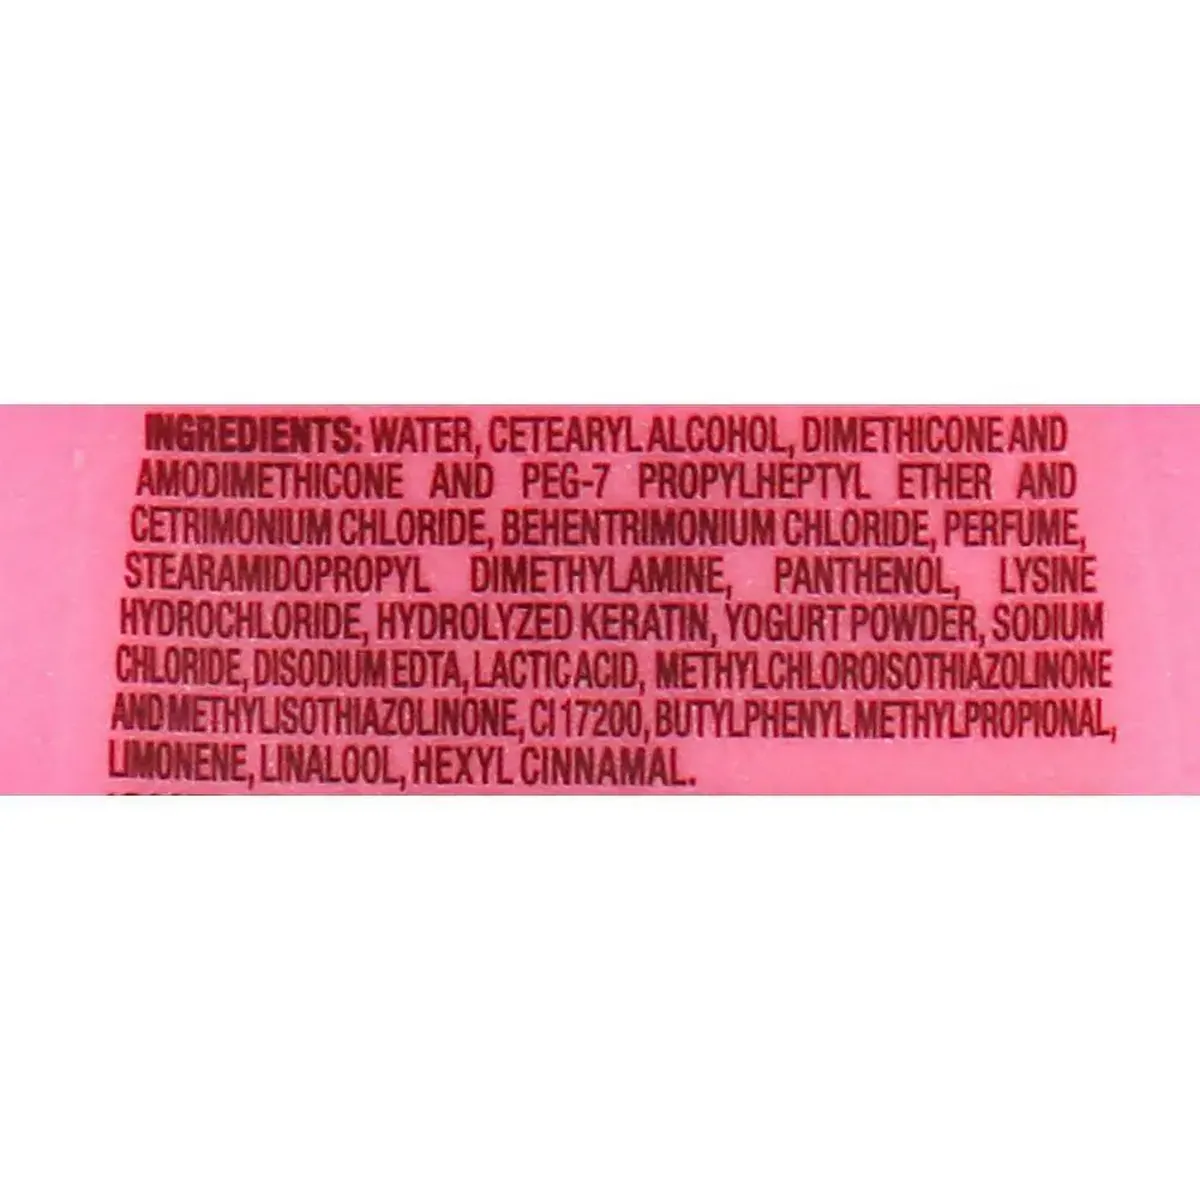 INGREDIENTS: WATER, CETEARYL ALCOHOL, DIMETHICONE AND
AMODIMETHICONE AND PEG-7 PROPYLHEPTYL ETHER AND
CETRIMONIUM CHLORIDE, BEHENTRIMONIUM CHLORIDE, PERFUME,
STEARAMIDOPROPYL DIMETHYLAMINE, PANTHENOL, LYSINE
HYDROCHLORIDE, HYDROLYZED KERATIN, YOGURT POWDER, SODIUM
CHLORIDE, DISODIUM EDTA, LACTIC ACID, METHYLCHLOROISOTHIAZOLINONE
AND METHYLISOTHIAZOLINONE, CI 17200, BUTYLPHENYL METHYLPROPIONAL,
LIMONENE, LINALOOL, HEXYL CINNAMAL.